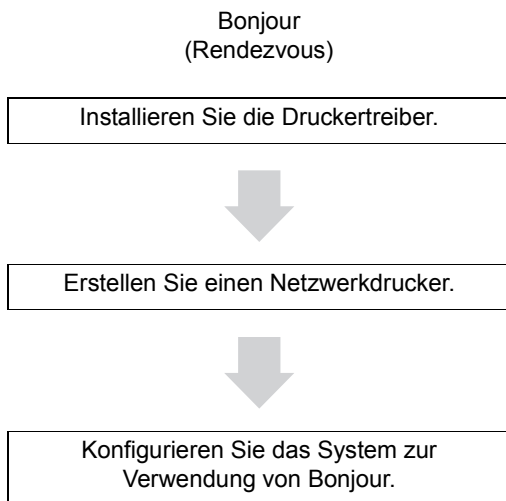 Bonjour
(Rendezvous)
Installieren Sie die Druckertreiber.
Erstellen Sie einen Netzwerkdrucker.
Konfigurieren Sie das System zur
Verwendung von Bonjour.